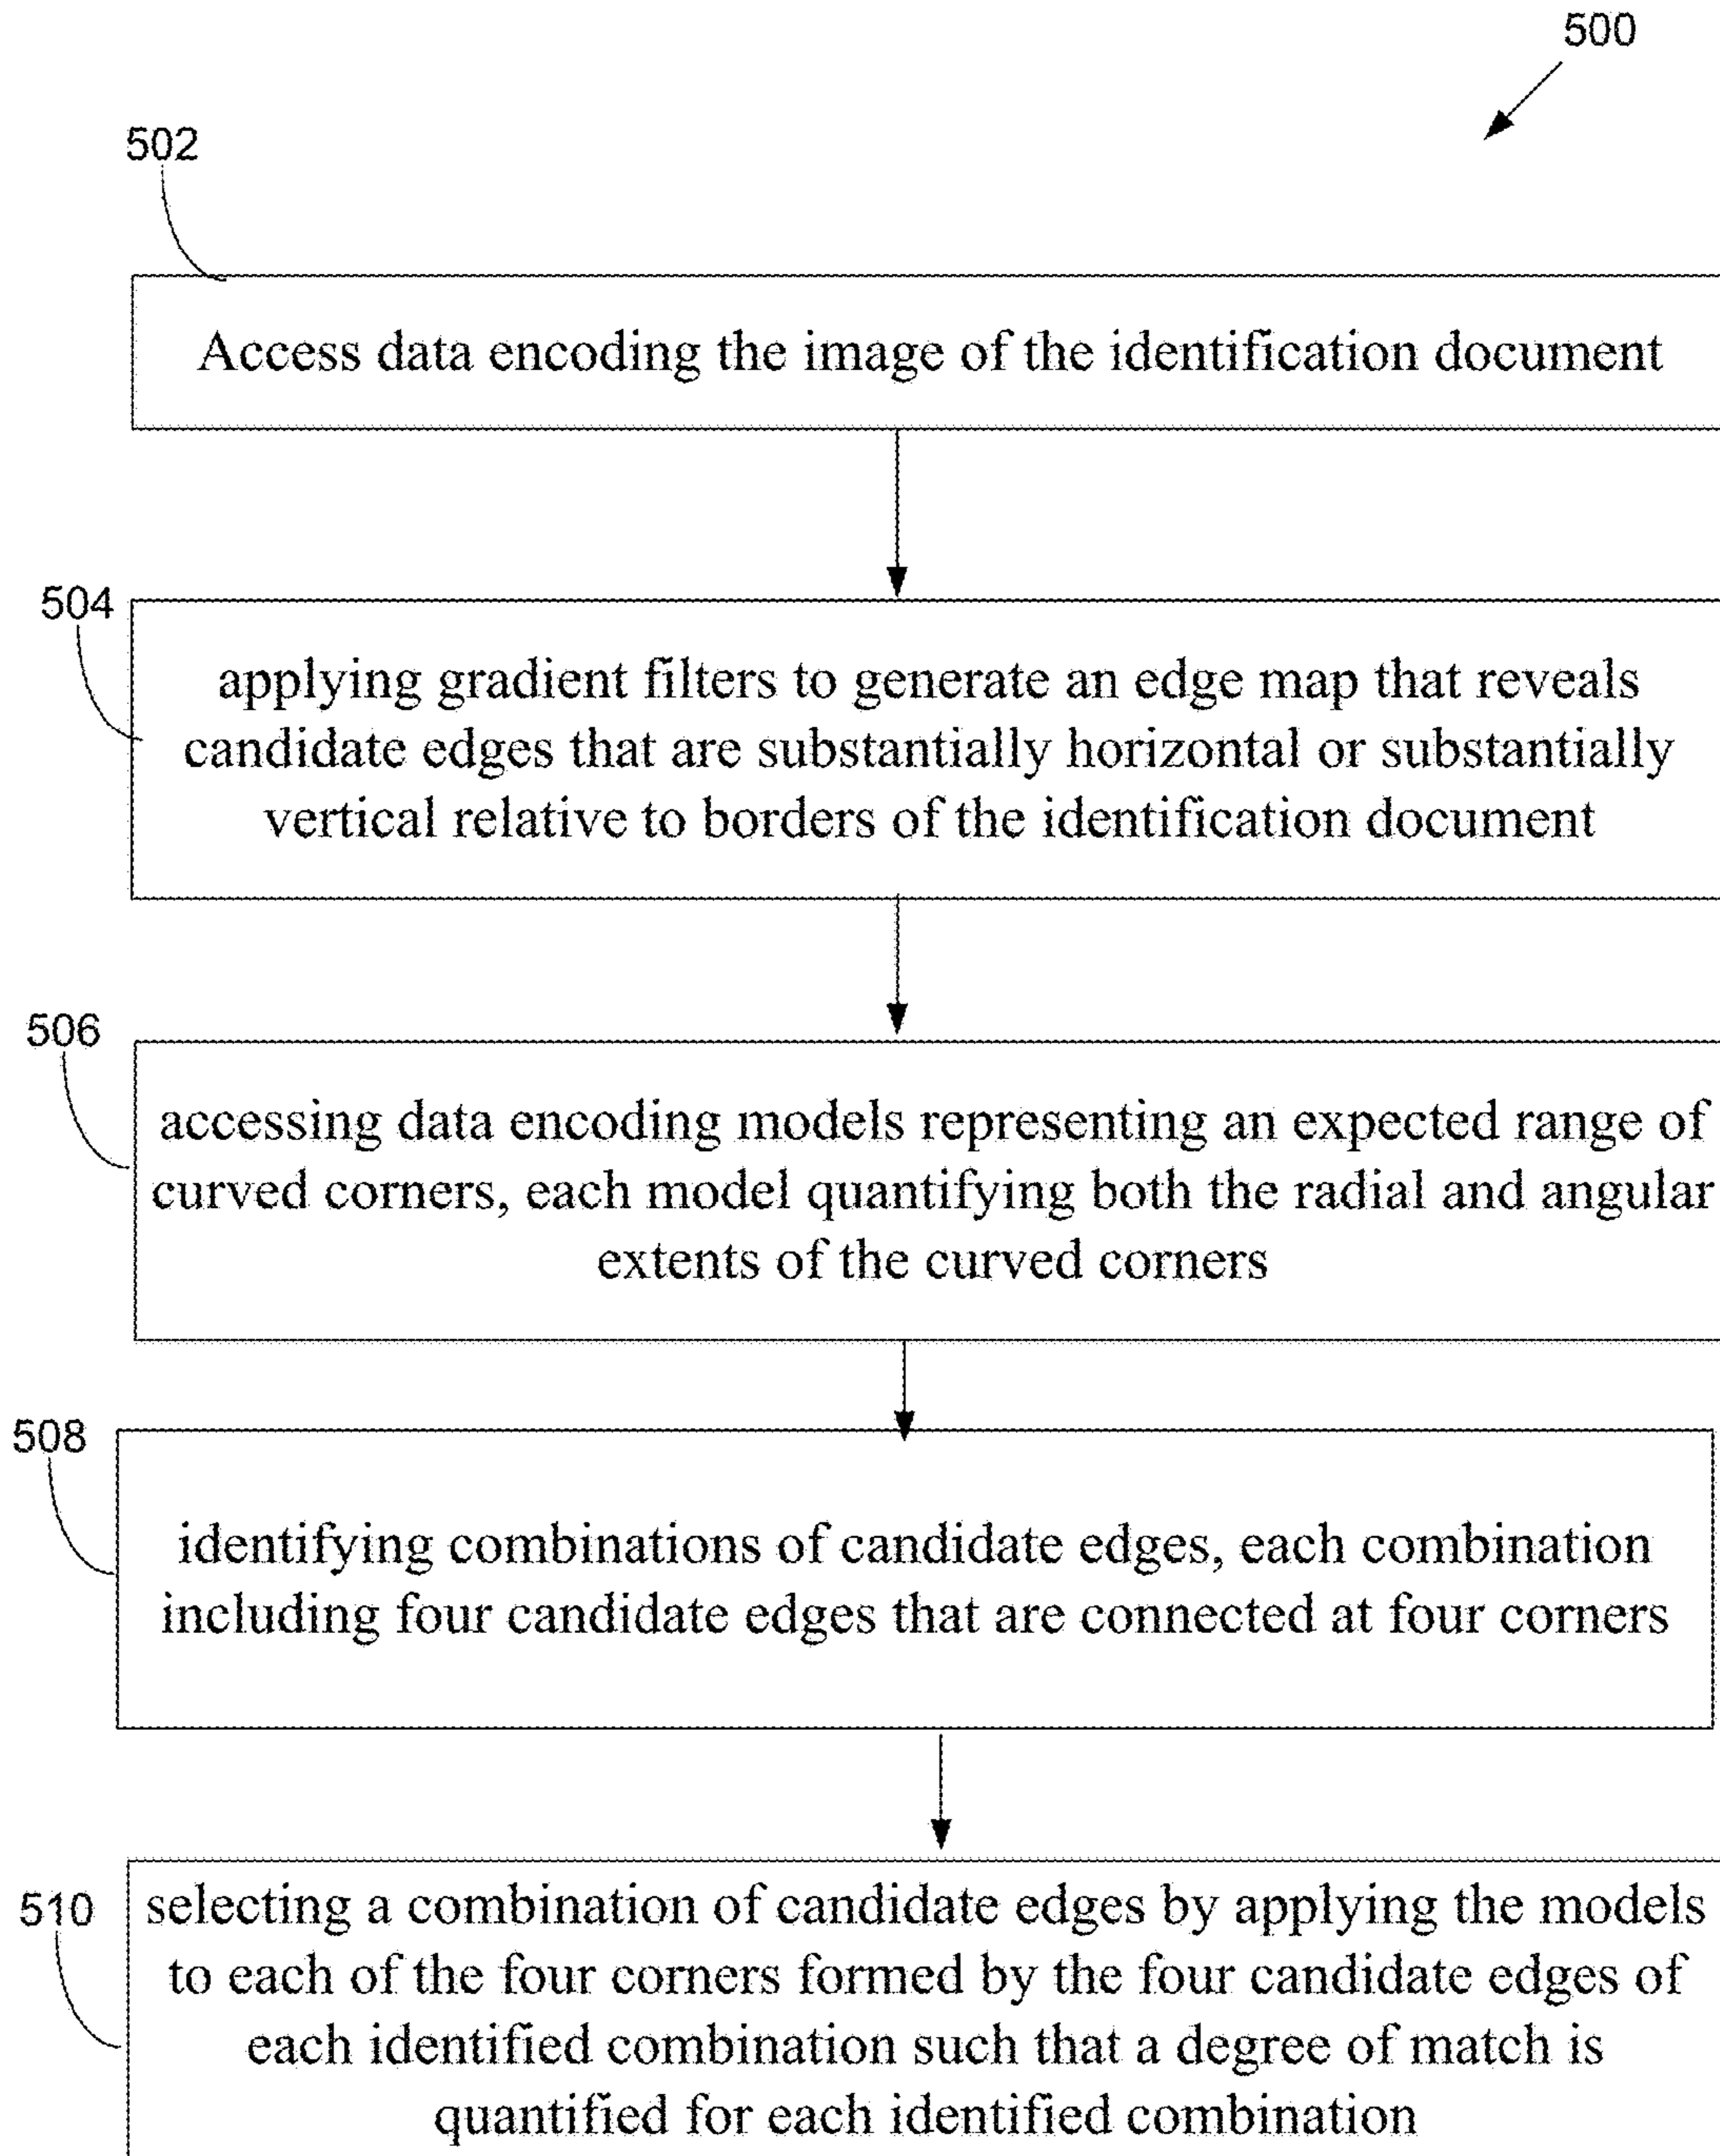 500
502
Access data encoding the image of the identification document
504
applying gradient filters to generate an edge map that reveals
candidate edges that are substantially horizontal or substantially
vertical relative to borders of the identification document
506
accessing data encoding models representing an expected range of
curved corners, each model quantifying both the radial and angular
extents of the curved corners
508
identifying combinations of candidate edges, each combination
including four candidate edges that are connected at four corners
510
selecting a combination of candidate edges by applying the models
to each of the four corners formed by the four candidate edges of
each identified combination such that a degree of match is
quantified for each identified combination